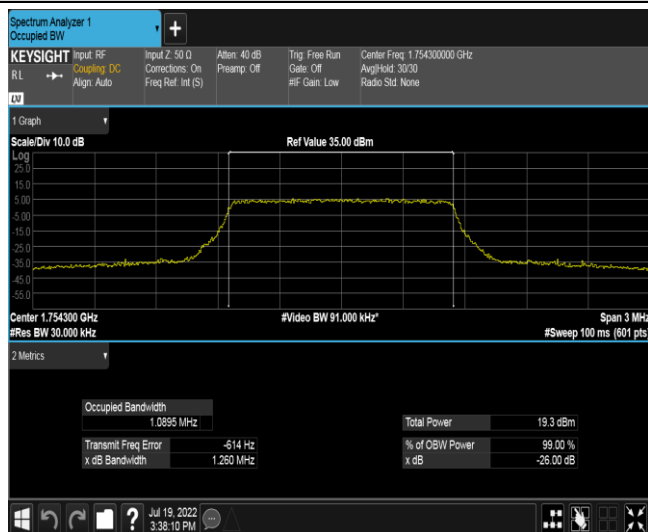 Spectrum Analyzer 1
Occupied BW
+
KEYSIGHT
RL
LXI
Input: RF
Coupling: DC
Align: Auto
Input Z: 50 Ω
Corrections: On
Freq Ref: Int (S)
Atten: 40 dB
Preamp: Off
Trig: Free Run
Gate: Off
#IF Gain: Low
Center Freq: 1.754300000 GHz
Avg|Hold: 30/30
Radio Std: None
1 Graph
Scale/Div 10.0 dB
Ref Value 35.00 dBm
Log
25.0
15.0
5.00
-5.00
-15.0
-25.0
-35.0
-45.0
-55.0
Center 1.754300 GHz
#Video BW 91.000 kHz*
Span 3 MHz
#Res BW 30.000 kHz
#Sweep 100 ms (601 pts)
2 Metrics
Occupied Bandwidth
1.0895 MHz
Total Power 19.3 dBm
Transmit Freq Error -614 Hz
% of OBW Power 99.00 %
x dB Bandwidth 1.260 MHz
x dB -26.00 dB
?
Jul 19, 2022
3:38:10 PM